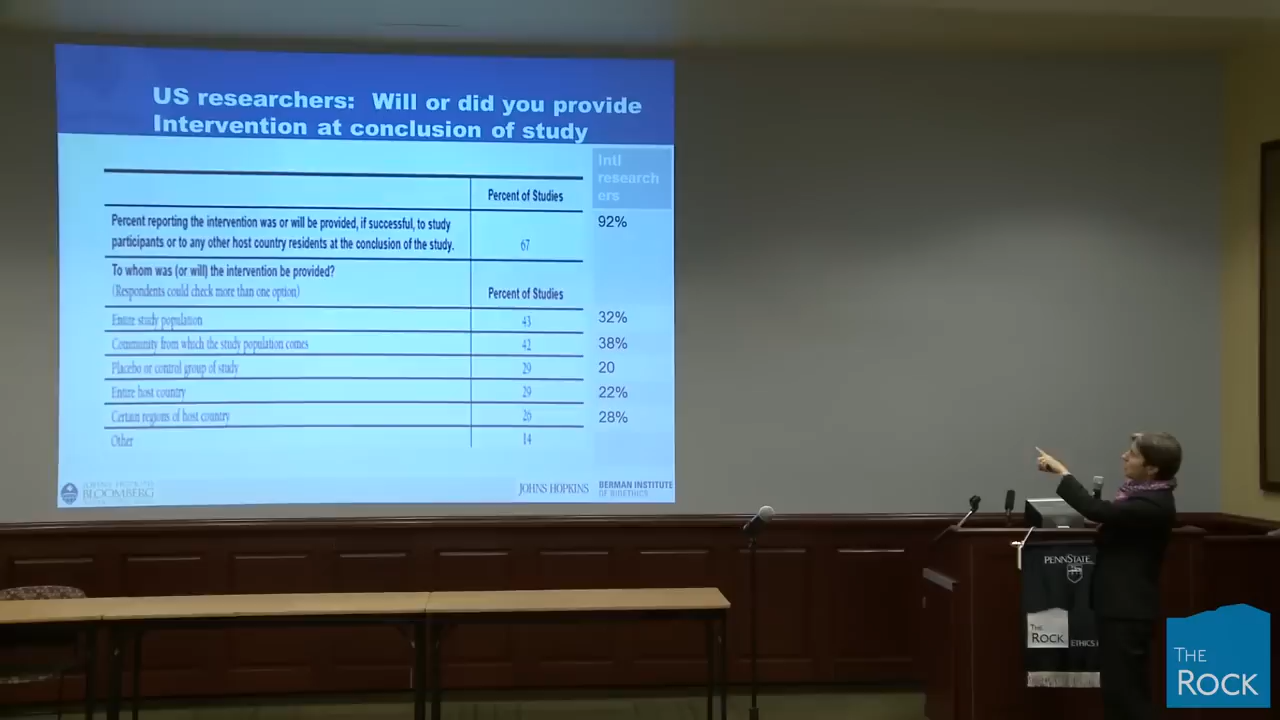 US researchers: Will or did you provide
Intervention at conclusion of study
Intl
research
ers
Percent of Studies
Percent reporting the intervention was or will be provided, if successful, to study
participants or to any other host country residents at the conclusion of the study.
67
92%
To whom was (or will) the intervention be provided?
(Respondents could check more than one option)
Percent of Studies
Entire study population 43 32%
Community from which the study population comes 42 38%
Placebo or control group of study 29 20
Entire host country 29 22%
Certain regions of host country 26 28%
Other 14
JOHNS HOPKINS
BLOOMBERG
JOHNS HOPKINS
BERMAN INSTITUTE
OF BIOETHICS
PENNSTATE
THE
ROCK
ETHICS
THE
ROCK